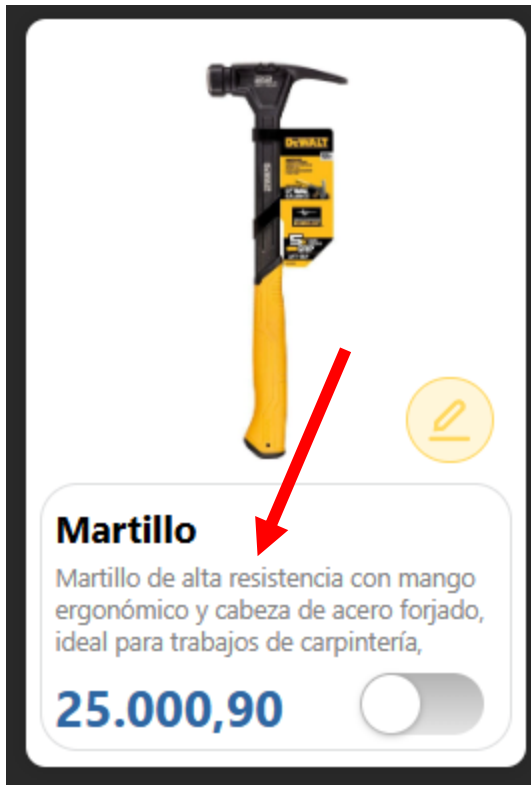 DEWALT
Martillo
Martillo de alta resistencia con mango
ergonómico y cabeza de acero forjado,
ideal para trabajos de carpintería,
25.000,90